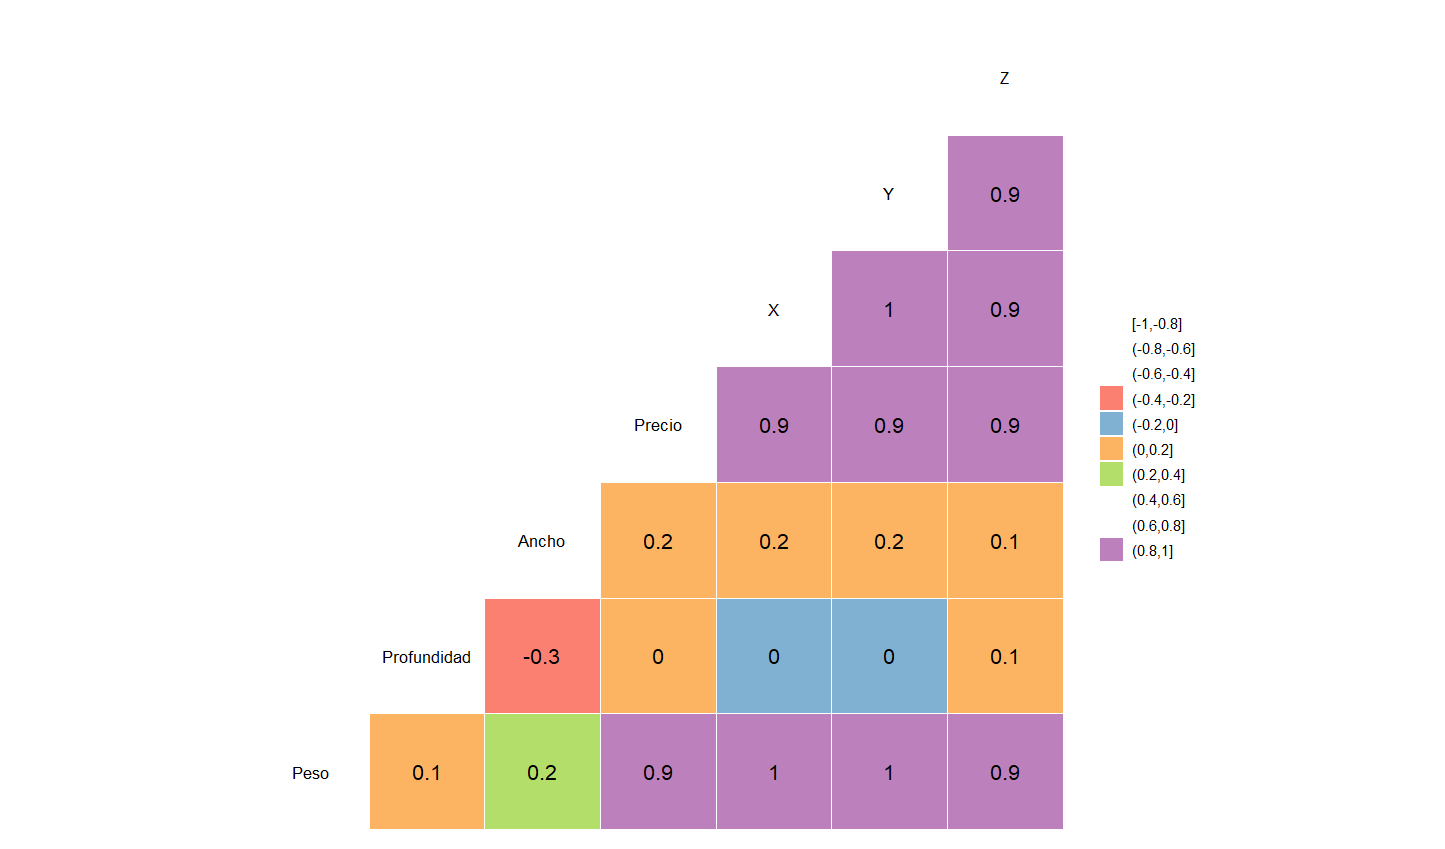 Z
Y 0.9
X 1 0.9
Precio 0.9 0.9 0.9
Ancho 0.2 0.2 0.2 0.1
Profundidad -0.3 0 0 0 0.1
Peso 0.1 0.2 0.9 1 1 0.9
[-1,-0.8]
(-0.8,-0.6]
(-0.6,-0.4]
(-0.4,-0.2]
(-0.2,0]
(0,0.2]
(0.2,0.4]
(0.4,0.6]
(0.6,0.8]
(0.8,1]